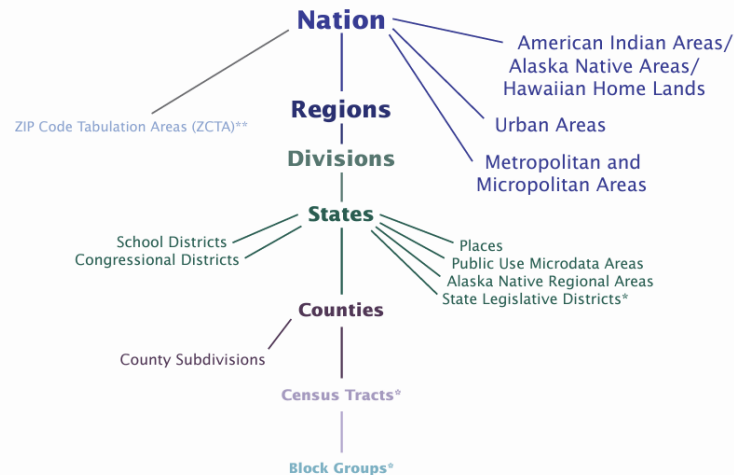 Nation
American Indian Areas/
Alaska Native Areas/
Hawaiian Home Lands
Regions
ZIP Code Tabulation Areas (ZCTA)**
Urban Areas
Divisions
Metropolitan and
Micropolitan Areas
States
School Districts
Congressional Districts
Places
Public Use Microdata Areas
Alaska Native Regional Areas
State Legislative Districts*
Counties
County Subdivisions
Census Tracts*
Block Groups*